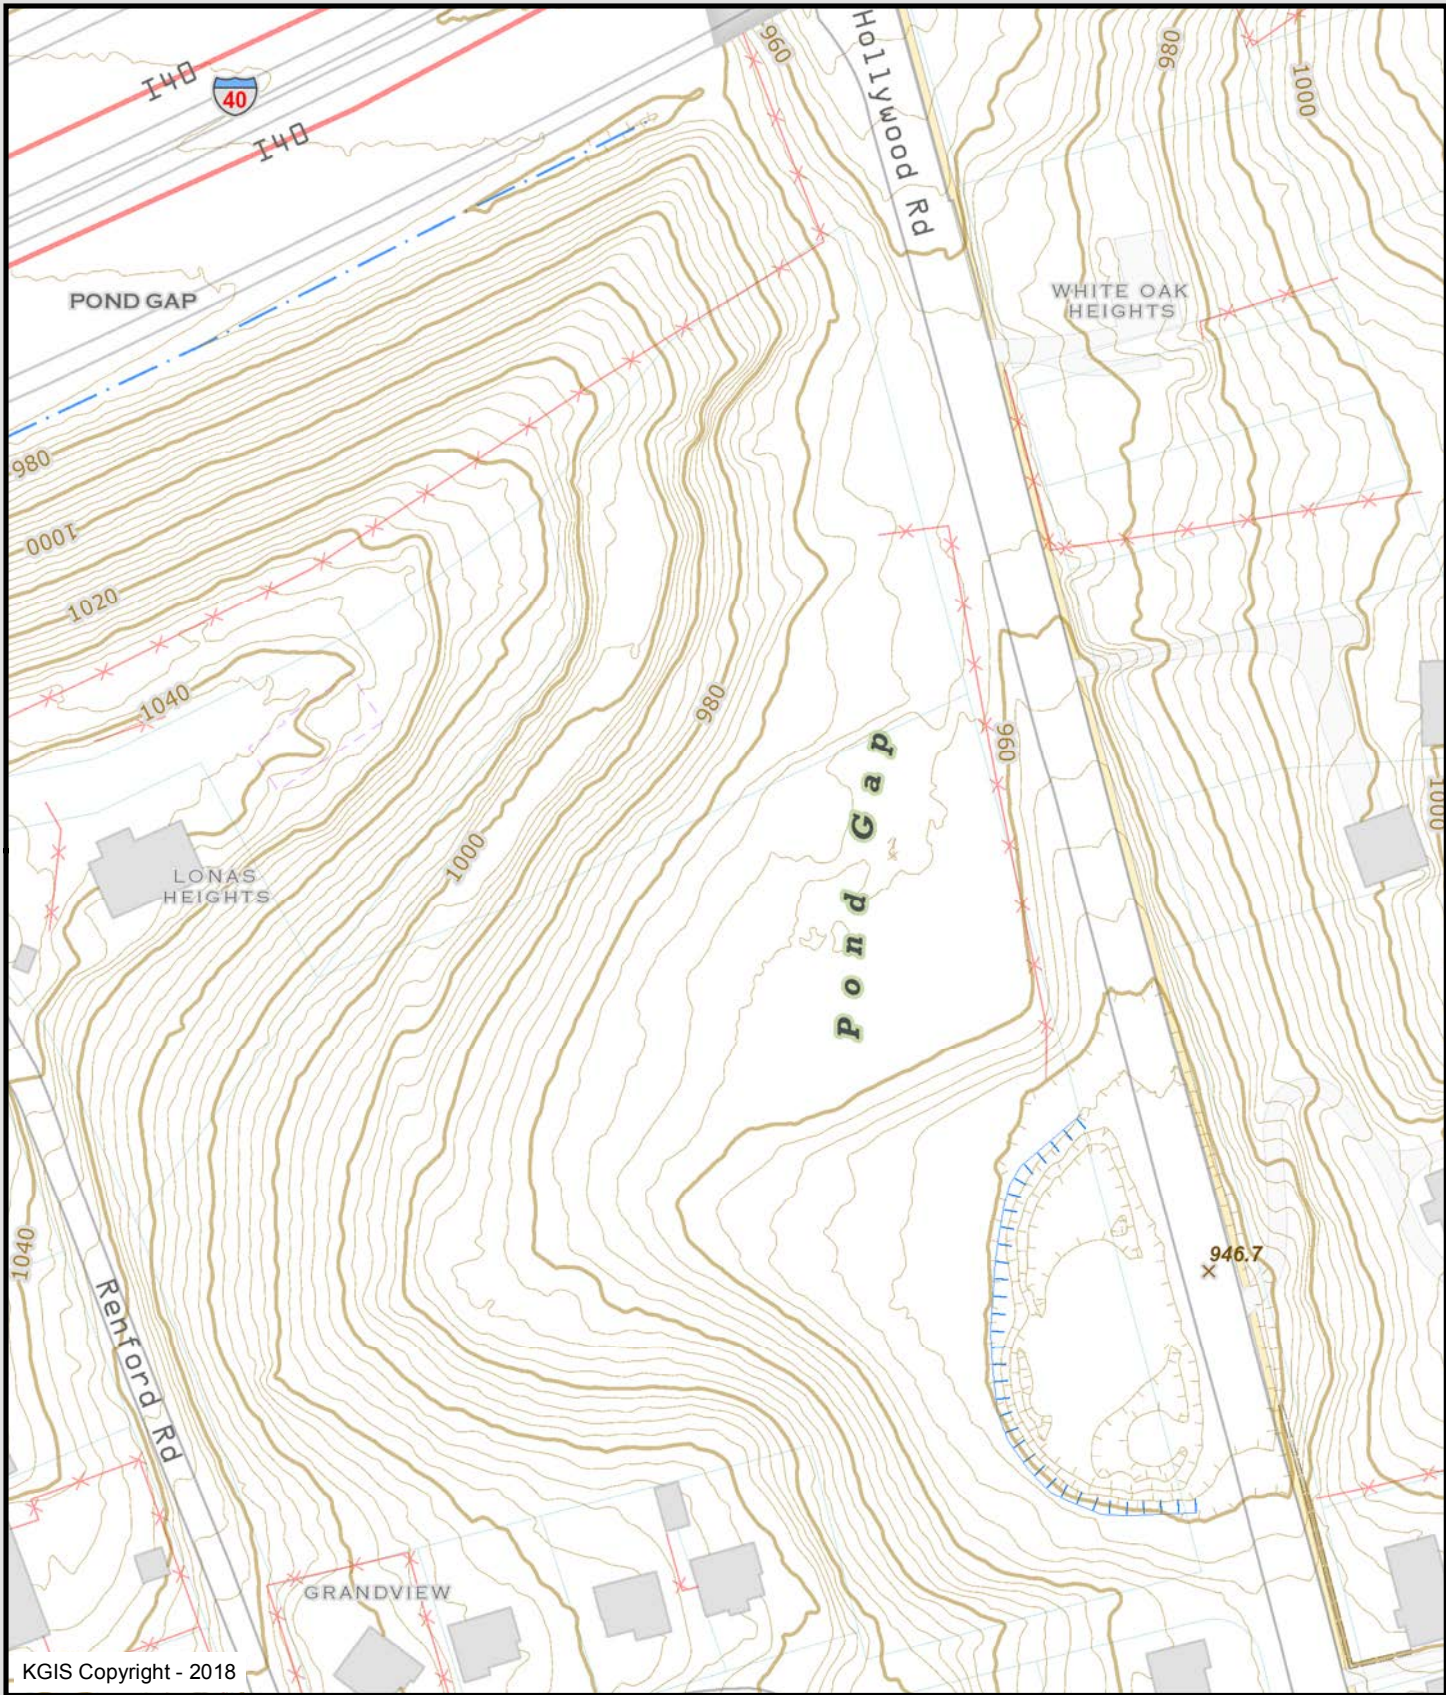 960
Hollywood Rd
980
1000
I40
40
I40
POND GAP
WHITE OAK
HEIGHTS
980
1000
1020
1040
980
Pond Gap
960
1000
1000
LONAS
HEIGHTS
1040
946.7
Renford Rd
GRANDVIEW
KGIS Copyright - 2018